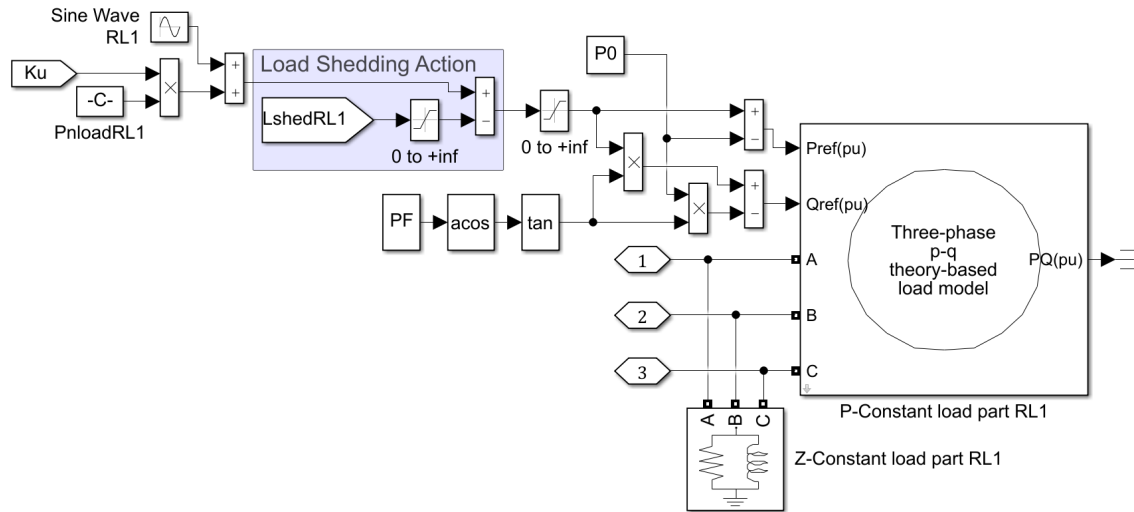 Sine Wave
RL1
Ku
-C-
PnloadRL1
×
+
+
Load Shedding Action
LshedRL1
0 to +inf
+
−
0 to +inf
P0
×
×
+
−
+
−
PF
acos
tan
Pref(pu)
Qref(pu)
1
2
3
A
B
C
Three-phase
p-q
theory-based
load model
PQ(pu)
P-Constant load part RL1
A
B
C
Z-Constant load part RL1